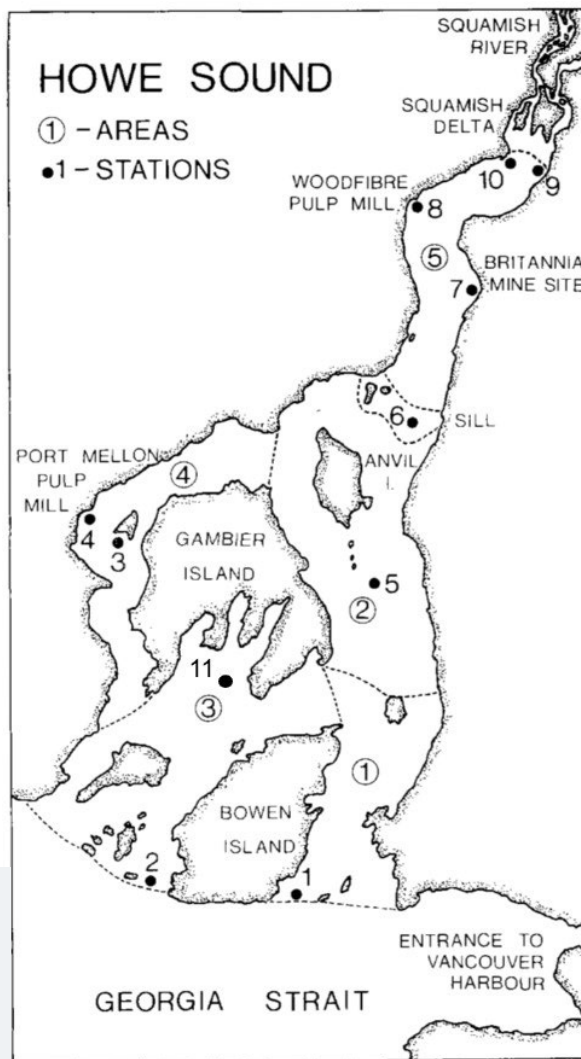 HOWE SOUND
① - AREAS
●1 - STATIONS
SQUAMISH
RIVER
SQUAMISH
DELTA
10
9
WOODFIBRE
PULP MILL
8
⑤
BRITANNIA
MINE SITE
7
6
SILL
PORT MELLON
PULP
MILL
④
ANVIL
I.
4
3
GAMBIER
ISLAND
5
②
11
③
①
BOWEN
ISLAND
2
1
ENTRANCE TO
VANCOUVER
HARBOUR
GEORGIA STRAIT